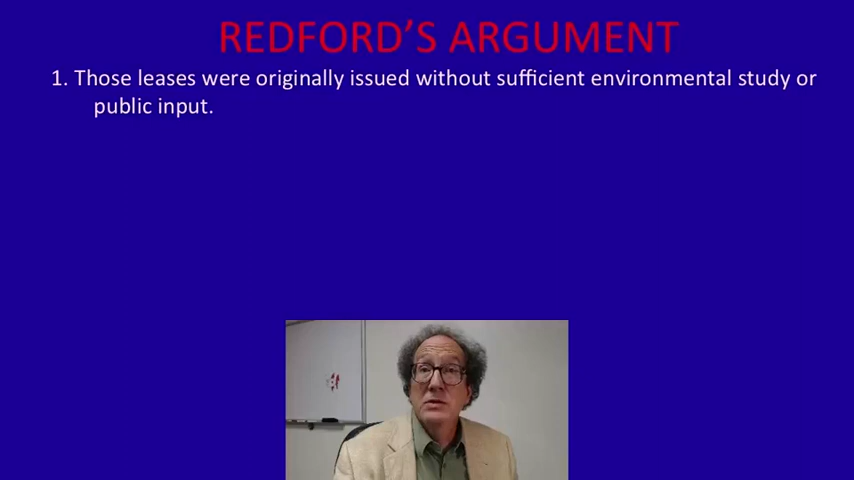 REDFORD’S ARGUMENT
1. Those leases were originally issued without sufficient environmental study or
public input.